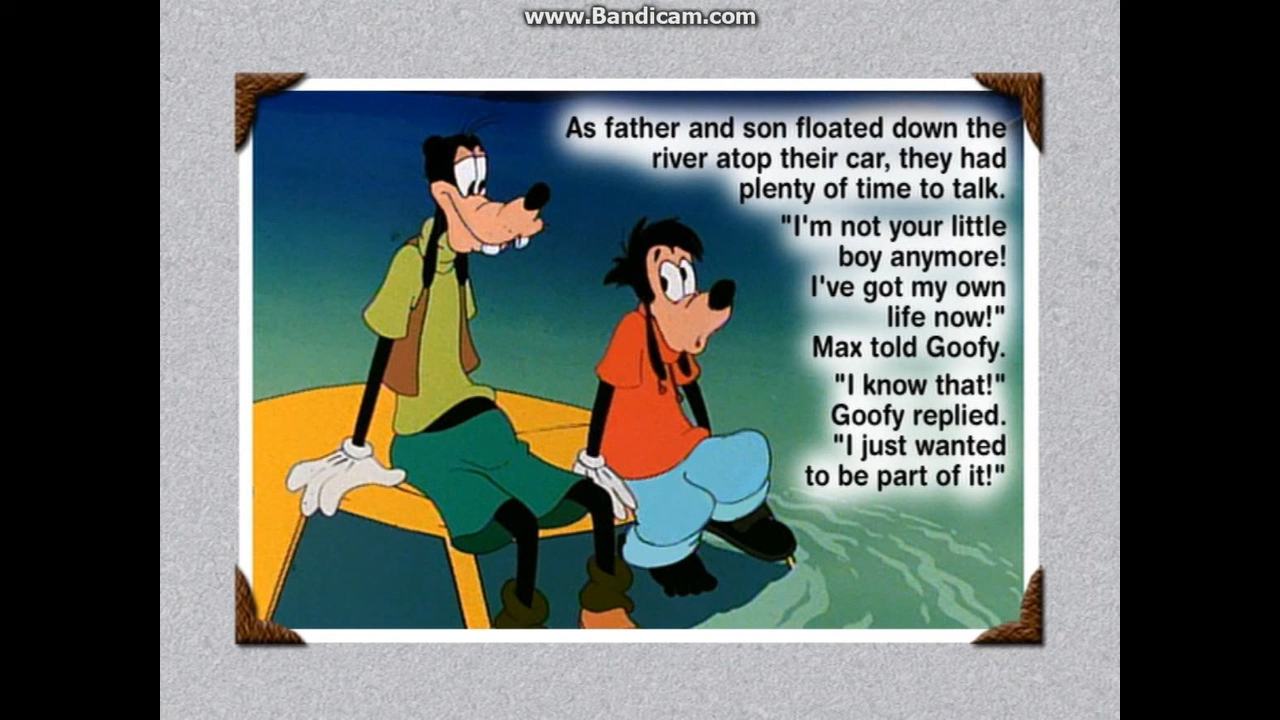 www.Bandicam.com
As father and son floated down the
river atop their car, they had
plenty of time to talk.
"I'm not your little
boy anymore!
I've got my own
life now!"
Max told Goofy.
"I know that!"
Goofy replied.
"I just wanted
to be part of it!"